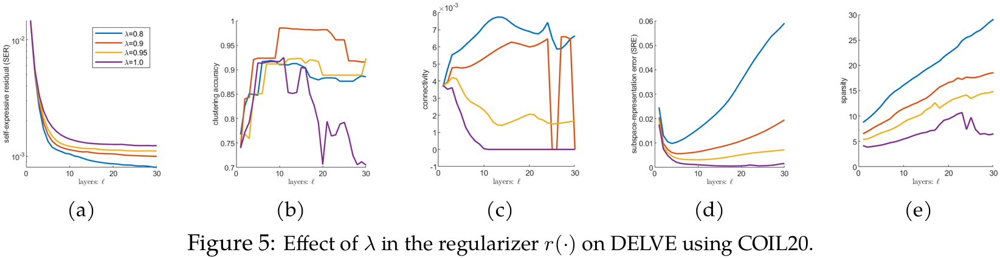 self-expressive residual (SER)
10⁻²
10⁻³
0
10
20
30
layers: ℓ
λ=0.8
λ=0.9
λ=0.95
λ=1.0
(a)
clustering accuracy
1
0.95
0.9
0.85
0.8
0.75
0.7
0
10
20
30
layers: ℓ
(b)
connectivity
×10⁻³
8
7
6
4
3
2
1
0
-1
10
20
30
layers: ℓ
(c)
subspace-representation error (SRE)
0.06
0.05
0.04
0.03
0.02
0.01
0
0
10
20
30
layers: ℓ
(d)
sparsity
30
25
20
15
10
5
0
0
10
20
30
layers: ℓ
(e)
Figure 5: Effect of λ in the regularizer r(·) on DELVE using COIL20.